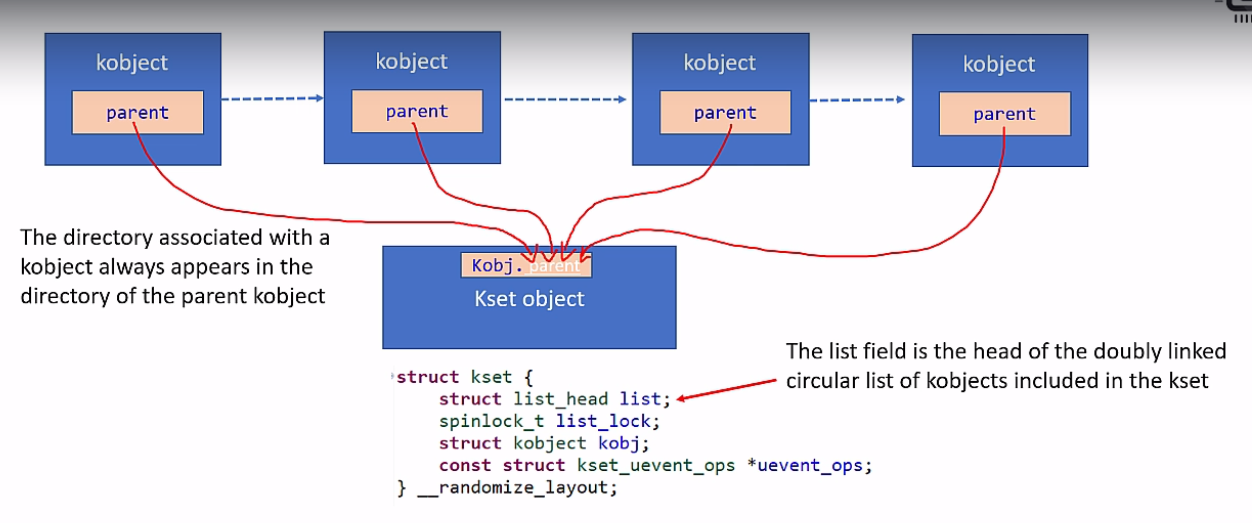 kobject
kobject
kobject
kobject
parent
parent
parent
parent
The directory associated with a
kobject always appears in the
directory of the parent kobject
Kobj. parent
Kset object
The list field is the head of the doubly linked
circular list of kobjects included in the kset
struct kset {
struct list_head list;
spinlock_t list_lock;
struct kobject kobj;
const struct kset_uevent_ops *uevent_ops;
} __randomize_layout;